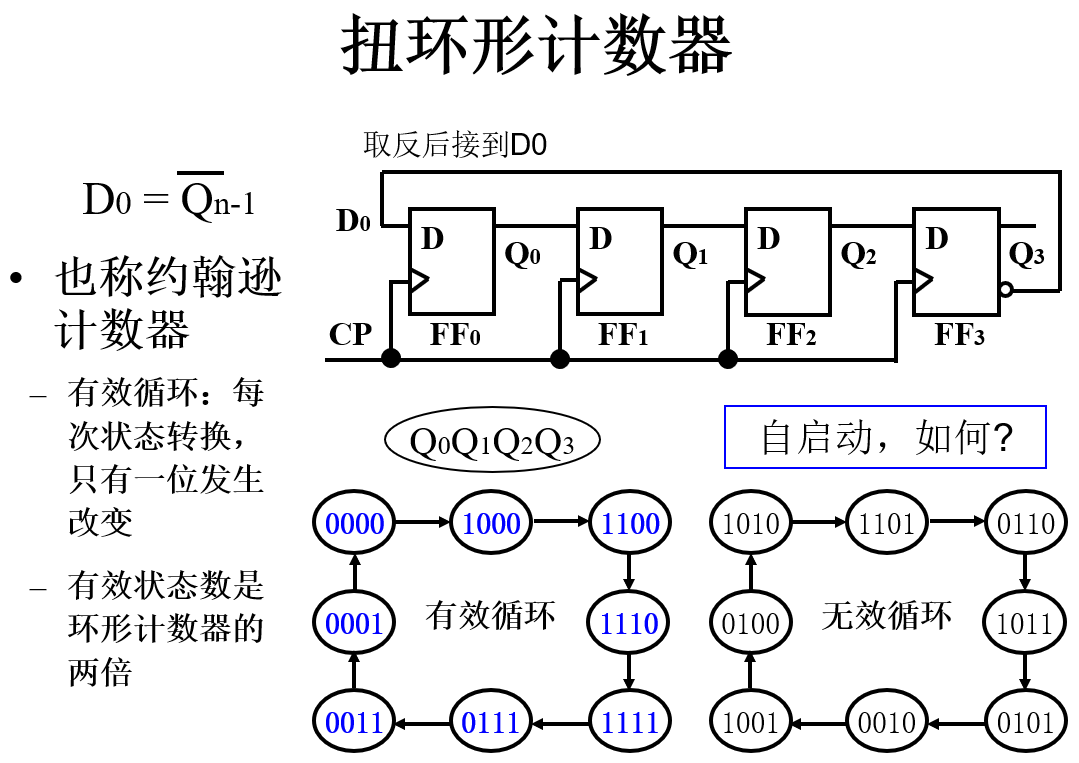 扭环形计数器
取反后接到D0
D0 = Q̅n-1
• 也称约翰逊
计数器
– 有效循环：每
次状态转换，
只有一位发生
改变
– 有效状态数是
环形计数器的
两倍
D0 D Q0 D Q1 D Q2 D Q3
CP FF0 FF1 FF2 FF3
Q0Q1Q2Q3
自启动，如何?
0000 1000 1100
0001 有效循环 1110
0011 0111 1111
1010 1101 0110
0100 无效循环 1011
1001 0010 0101